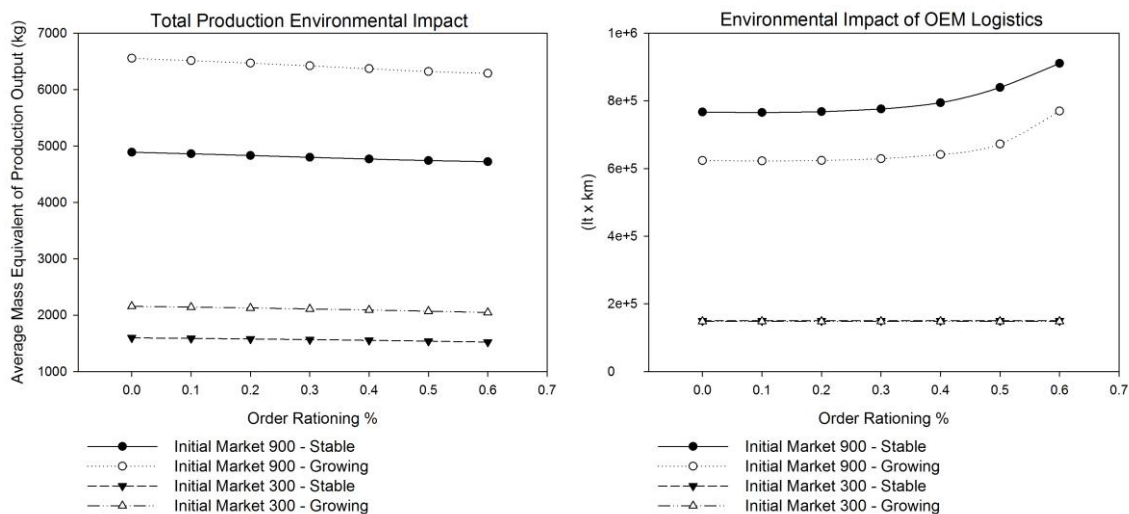 Total Production Environmental Impact
Average Mass Equivalent of Production Output (kg)
7000
6000
5000
4000
3000
2000
1000
0.0 0.1 0.2 0.3 0.4 0.5 0.6 0.7
Order Rationing %
Initial Market 900 - Stable
Initial Market 900 - Growing
Initial Market 300 - Stable
Initial Market 300 - Growing
Environmental Impact of OEM Logistics
(lt x km)
1e+6
8e+5
6e+5
4e+5
2e+5
0
0.0 0.1 0.2 0.3 0.4 0.5 0.6 0.7
Order Rationing %
Initial Market 900 - Stable
Initial Market 900 - Growing
Initial Market 300 - Stable
Initial Market 300 - Growing